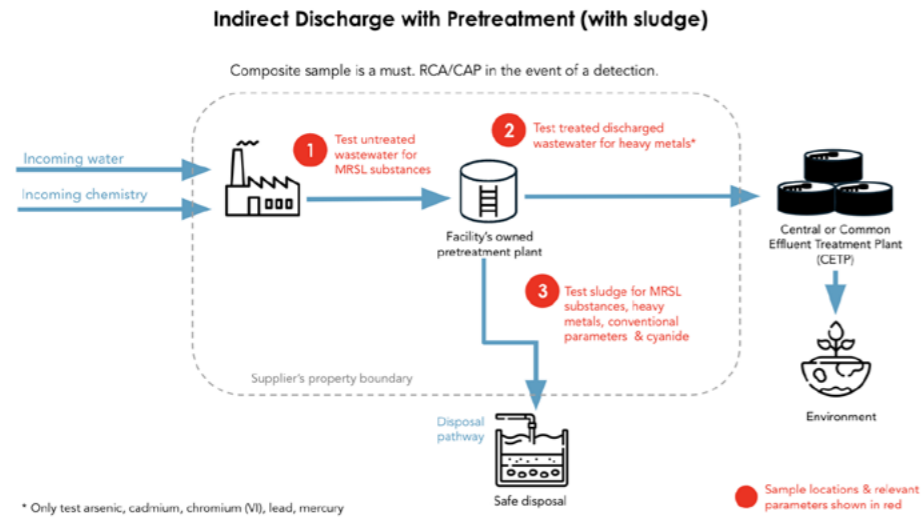 Indirect Discharge with Pretreatment (with sludge)
Composite sample is a must. RCA/CAP in the event of a detection.
Incoming water
Incoming chemistry
1
Test untreated
wastewater for
MRSL substances
2
Test treated discharged
wastewater for heavy metals*
Facility's owned
pretreatment plant
Central or Common
Effluent Treatment Plant
(CETP)
3
Test sludge for MRSL
substances, heavy
metals, conventional
parameters & cyanide
Supplier's property boundary
Disposal
pathway
Safe disposal
Environment
* Only test arsenic, cadmium, chromium (VI), lead, mercury
Sample locations & relevant
parameters shown in red